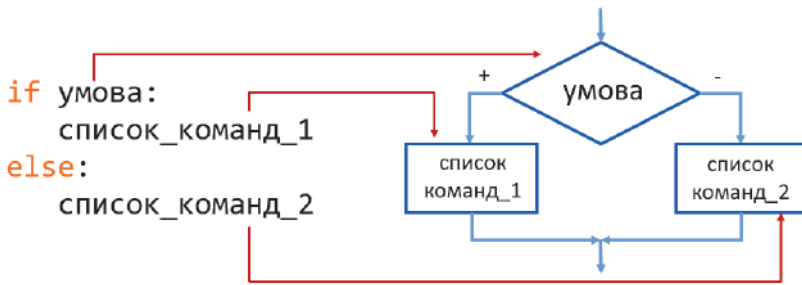 if умова:
список_команд_1
else:
список_команд_2
+
умова
-
список
команд_1
список
команд_2